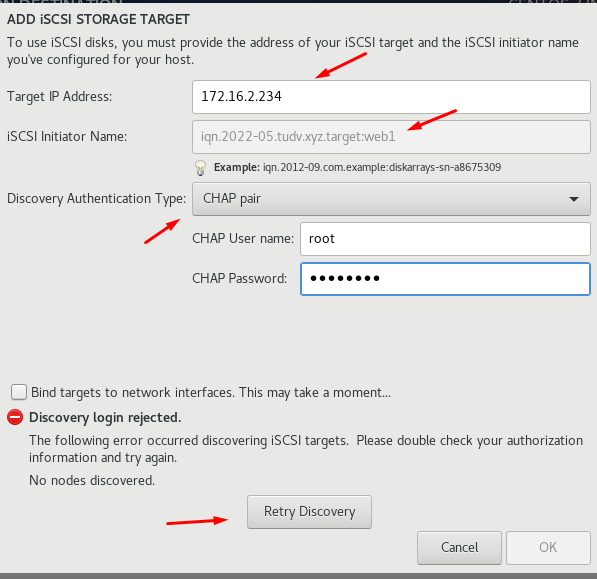 ADD iSCSI STORAGE TARGET
To use iSCSI disks, you must provide the address of your iSCSI target and the iSCSI initiator name
you've configured for your host.
Target IP Address: 172.16.2.234
iSCSI Initiator Name: iqn.2022-05.tudv.xyz.target:web1
Example: iqn.2012-09.com.example:diskarrays-sn-a8675309
Discovery Authentication Type: CHAP pair
CHAP User name: root
CHAP Password: ●●●●●●●●
Bind targets to network interfaces. This may take a moment...
Discovery login rejected.
The following error occurred discovering iSCSI targets. Please double check your authorization
information and try again.
No nodes discovered.
Retry Discovery
Cancel OK